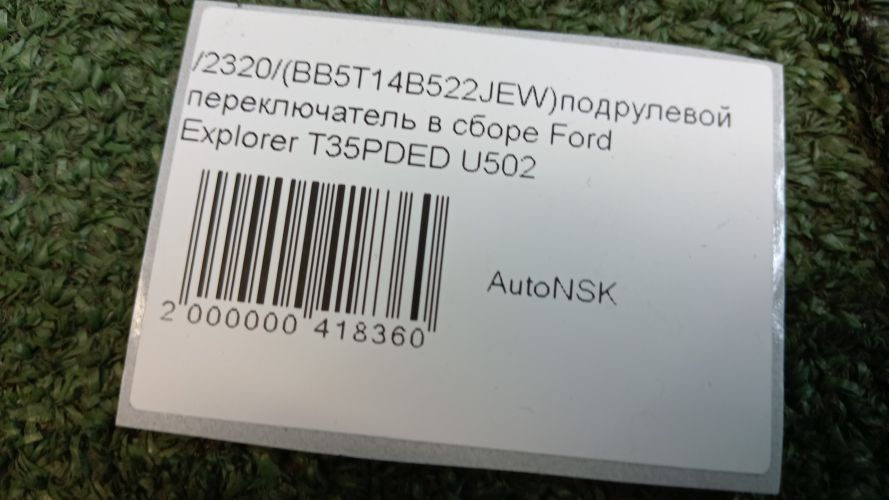 /2320/(BB5T14B522JEW)подрулевой
переключатель в сборе Ford
Explorer T35PDED U502
AutoNSK
2 000000 418360